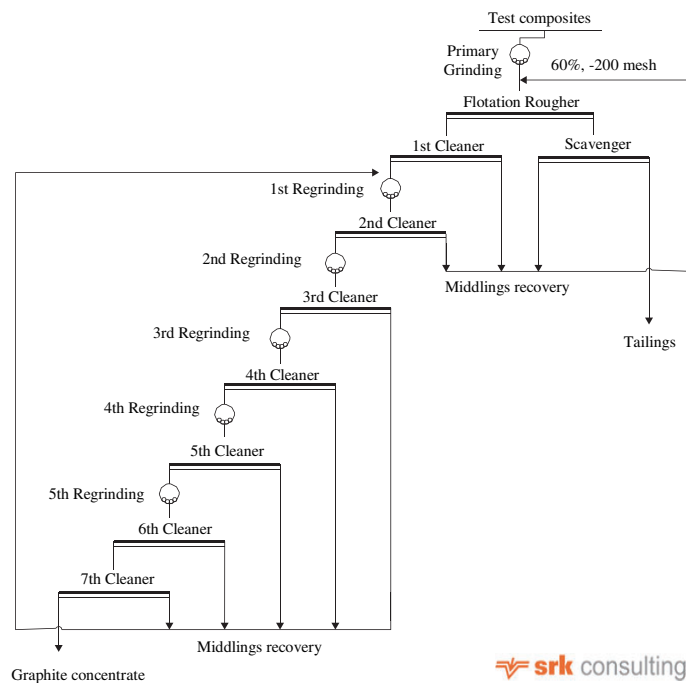 Test composites
Primary
Grinding
60%, -200 mesh
Flotation Rougher
1st Cleaner
Scavenger
1st Regrinding
2nd Cleaner
2nd Regrinding
Middlings recovery
3rd Cleaner
3rd Regrinding
Tailings
4th Cleaner
4th Regrinding
5th Cleaner
5th Regrinding
6th Cleaner
7th Cleaner
Middlings recovery
Graphite concentrate
srk consulting